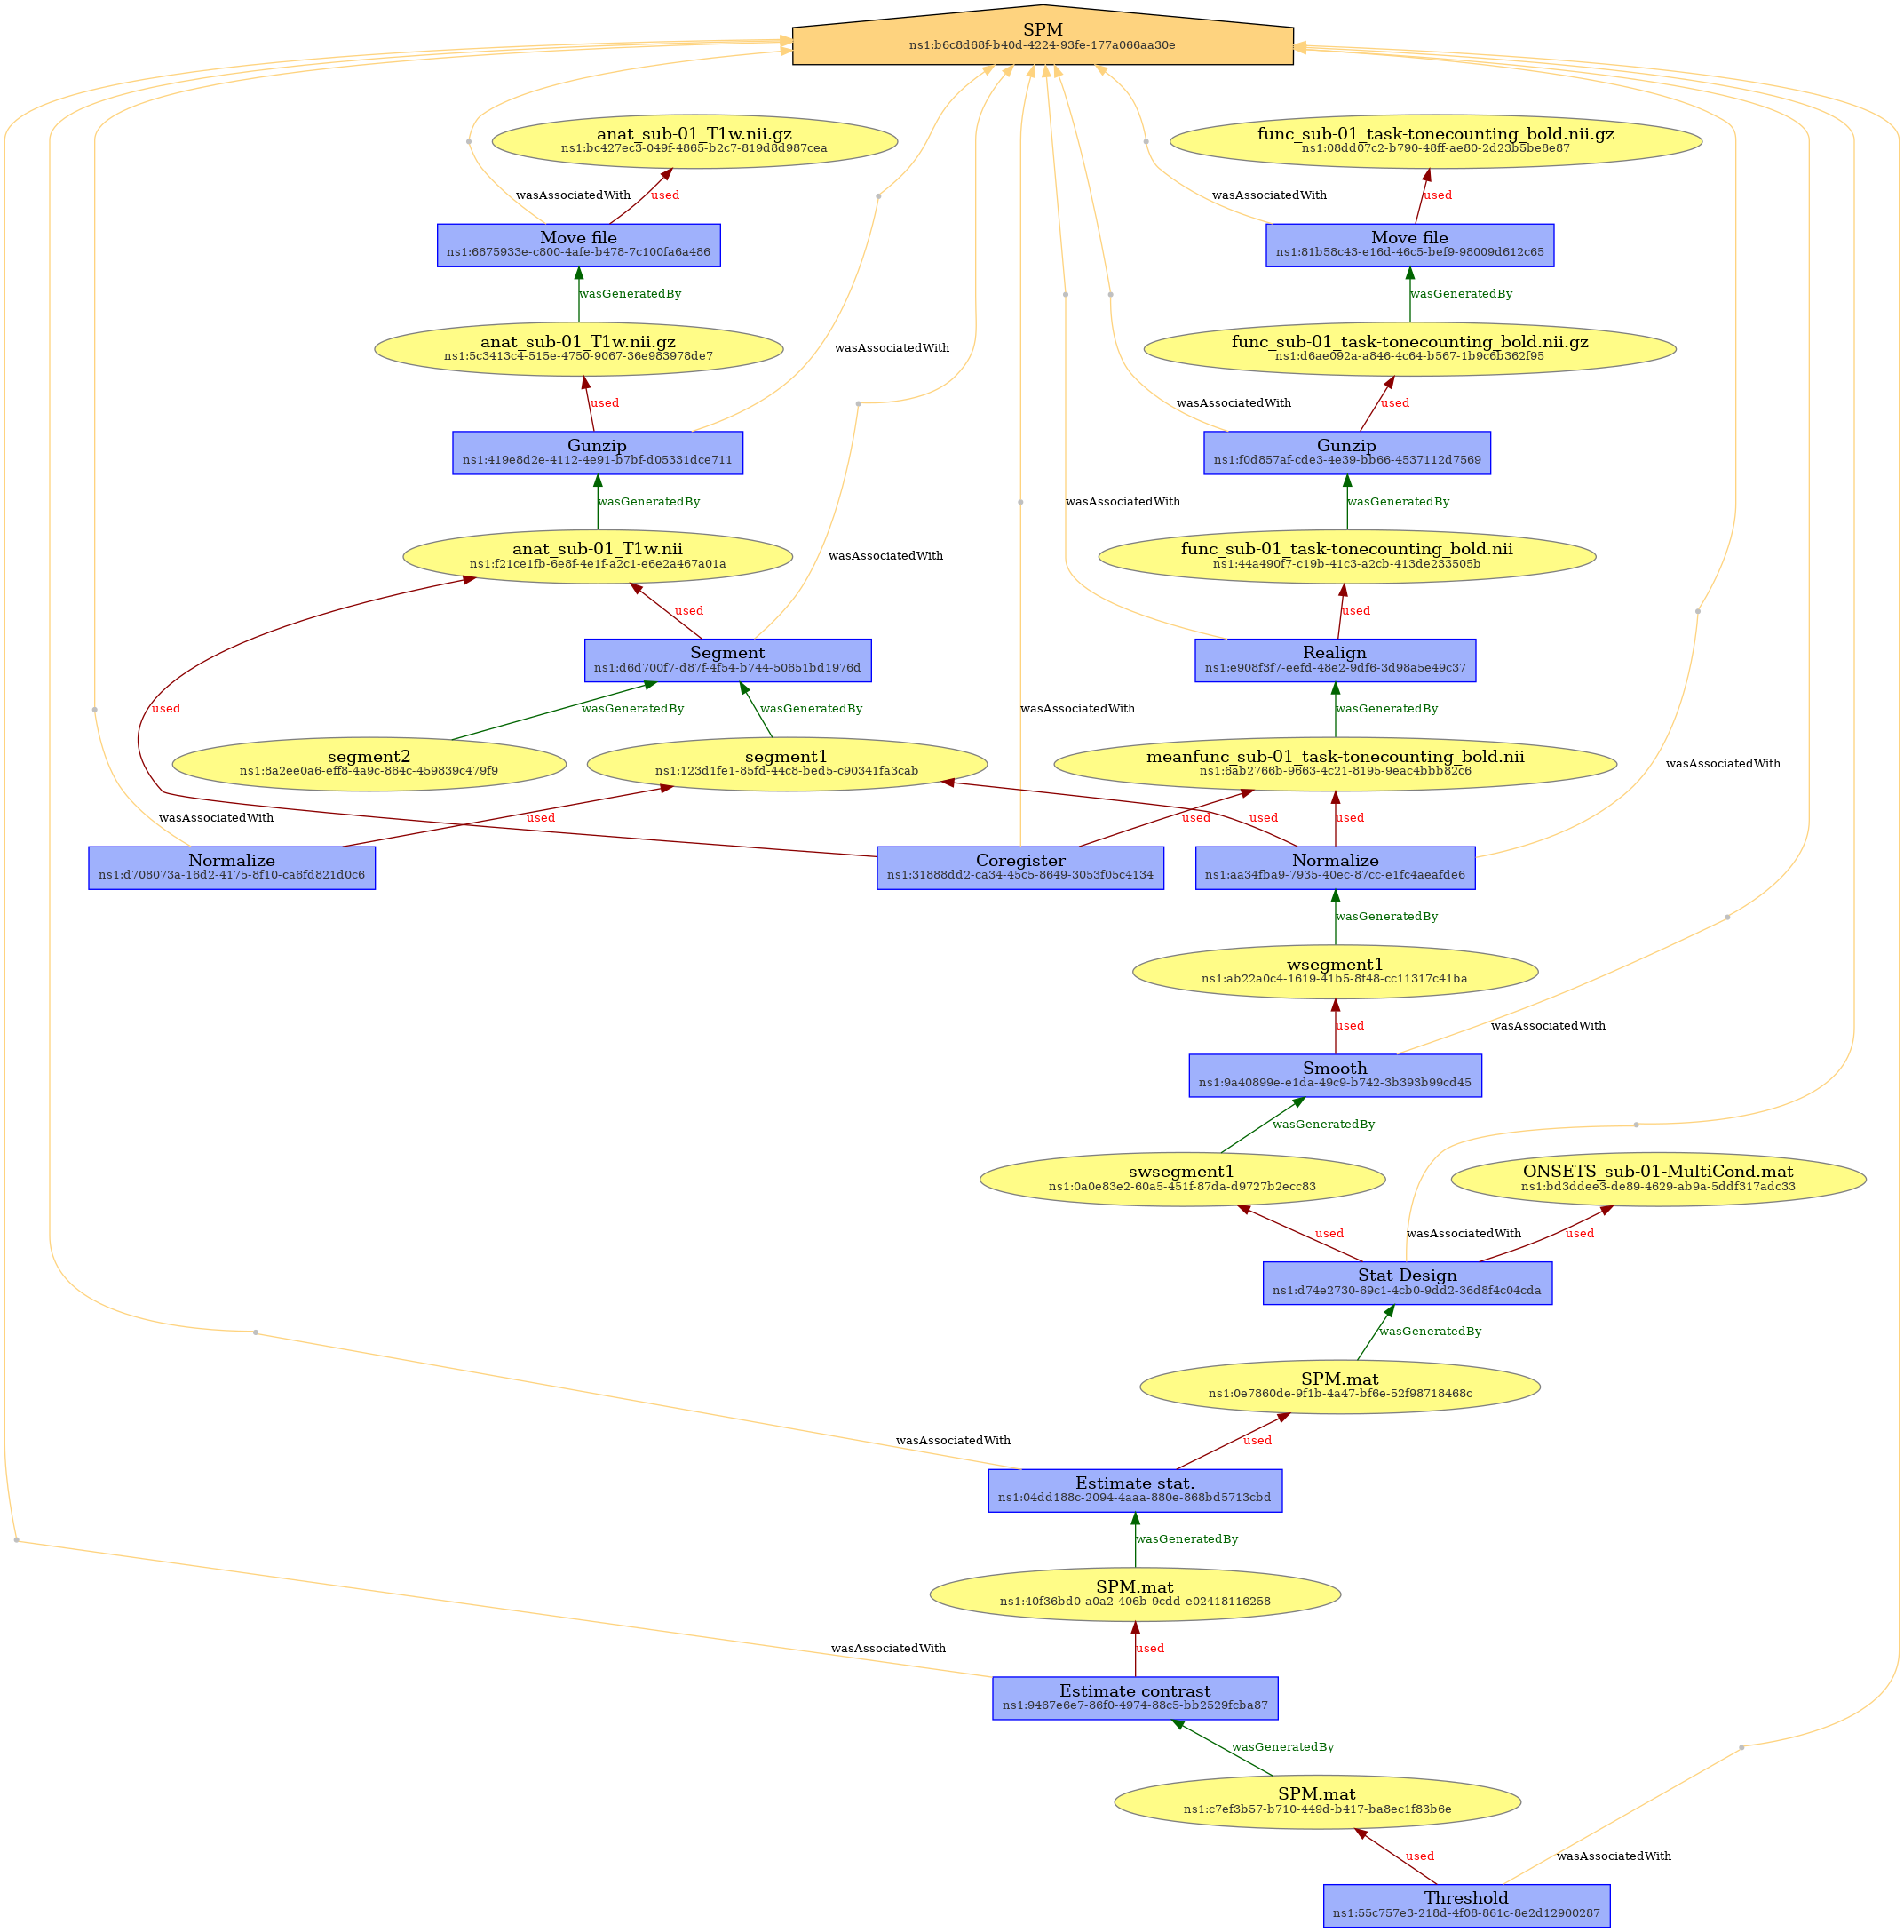 SPM
ns1:b6c8d68f-b40d-4224-93fe-177a066aa30e
anat_sub-01_T1w.nii.gz
ns1:bc427ec3-049f-4865-b2c7-819d8d987cea
func_sub-01_task-tonecounting_bold.nii.gz
ns1:08dd07c2-b790-48ff-ae80-2d23b5be8e87
wasAssociatedWith
used
wasAssociatedWith
used
Move file
ns1:6675933e-c800-4afe-b478-7c100fa6a486
Move file
ns1:81b58c43-e16d-46c5-bef9-98009d612c65
wasGeneratedBy
wasGeneratedBy
anat_sub-01_T1w.nii.gz
ns1:5c3413c4-515e-4750-9067-36e983978de7
wasAssociatedWith
func_sub-01_task-tonecounting_bold.nii.gz
ns1:d6ae092a-a846-4c64-b567-1b9c6b362f95
used
wasAssociatedWith
used
Gunzip
ns1:419e8d2e-4112-4e91-b7bf-d05331dce711
Gunzip
ns1:f0d857af-cde3-4e39-bb66-4537112d7569
wasGeneratedBy
wasAssociatedWith
wasGeneratedBy
anat_sub-01_T1w.nii
ns1:f21ce1fb-6e8f-4e1f-a2c1-e6e2a467a01a
wasAssociatedWith
func_sub-01_task-tonecounting_bold.nii
ns1:44a490f7-c19b-41c3-a2cb-413de233505b
used
used
Segment
ns1:d6d700f7-d87f-4f54-b744-50651bd1976d
Realign
ns1:e908f3f7-eefd-48e2-9df6-3d98a5e49c37
used
wasGeneratedBy
wasGeneratedBy
wasAssociatedWith
wasGeneratedBy
segment2
ns1:8a2ee0a6-eff8-4a9c-864c-459839c479f9
segment1
ns1:123d1fe1-85fd-44c8-bed5-c90341fa3cab
meanfunc_sub-01_task-tonecounting_bold.nii
ns1:6ab2766b-9663-4c21-8195-9eac4bbb82c6
wasAssociatedWith
wasAssociatedWith
used
used
used
used
Normalize
ns1:d708073a-16d2-4175-8f10-ca6fd821d0c6
Coregister
ns1:31888dd2-ca34-45c5-8649-3053f05c4134
Normalize
ns1:aa34fba9-7935-40ec-87cc-e1fc4aeafde6
wasGeneratedBy
wsegment1
ns1:ab22a0c4-1619-41b5-8f48-cc11317c41ba
used
wasAssociatedWith
Smooth
ns1:9a40899e-e1da-49c9-b742-3b393b99cd45
wasGeneratedBy
swsegment1
ns1:0a0e83e2-60a5-451f-87da-d9727b2ecc83
ONSETS_sub-01-MultiCond.mat
ns1:bd3ddee3-de89-4629-ab9a-5ddf317adc33
used
wasAssociatedWith
used
Stat Design
ns1:d74e2730-69c1-4cb0-9dd2-36d8f4c04cda
wasGeneratedBy
SPM.mat
ns1:0e7860de-9f1b-4a47-bf6e-52f98718468c
wasAssociatedWith
used
Estimate stat.
ns1:04dd188c-2094-4aaa-880e-868bd5713cbd
wasGeneratedBy
SPM.mat
ns1:40f36bd0-a0a2-406b-9cdd-e02418116258
wasAssociatedWith
used
Estimate contrast
ns1:9467e6e7-86f0-4974-88c5-bb2529fcba87
wasGeneratedBy
SPM.mat
ns1:c7ef3b57-b710-449d-b417-ba8ec1f83b6e
used
wasAssociatedWith
Threshold
ns1:55c757e3-218d-4f08-861c-8e2d12900287